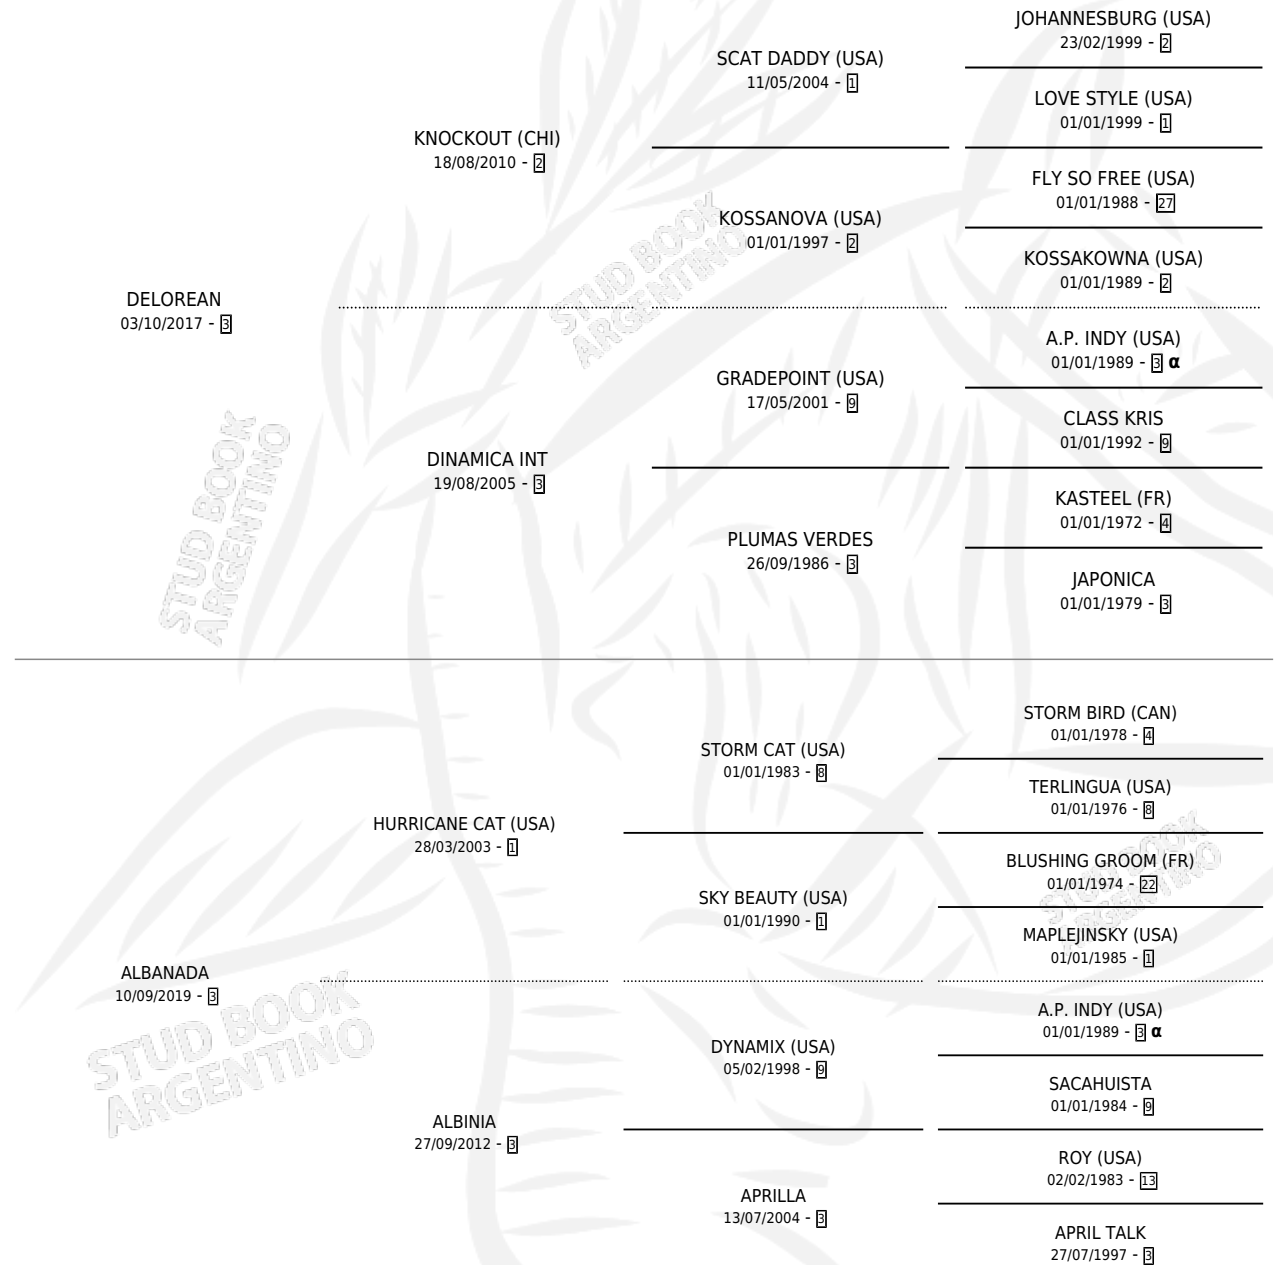 JOHANNESBURG (USA)
23/02/1999 - 2
SCAT DADDY (USA)
11/05/2004 - 1
LOVE STYLE (USA)
01/01/1999 - 1
KNOCKOUT (CHI)
18/08/2010 - 2
FLY SO FREE (USA)
01/01/1988 - 27
KOSSANOVA (USA)
01/01/1997 - 2
KOSSAKOWNA (USA)
01/01/1989 - 2
STUD BOOK
ARGENTINO
DELOREAN
03/10/2017 - 3
A.P. INDY (USA)
01/01/1989 - 3 α
GRADEPOINT (USA)
17/05/2001 - 9
CLASS KRIS
01/01/1992 - 9
DINAMICA INT
19/08/2005 - 3
KASTEEL (FR)
01/01/1972 - 4
PLUMAS VERDES
26/09/1986 - 3
JAPONICA
01/01/1979 - 3
STUD BOOK
ARGENTINO
STORM BIRD (CAN)
01/01/1978 - 4
STORM CAT (USA)
01/01/1983 - 8
TERLINGUA (USA)
01/01/1976 - 8
HURRICANE CAT (USA)
28/03/2003 - 1
BLUSHING GROOM (FR)
01/01/1974 - 22
SKY BEAUTY (USA)
01/01/1990 - 1
MAPLEJINSKY (USA)
01/01/1985 - 1
STUD BOOK
ARGENTINO
ALBANADA
10/09/2019 - 3
A.P. INDY (USA)
01/01/1989 - 3 α
DYNAMIX (USA)
05/02/1998 - 9
SACAHUISTA
01/01/1984 - 9
ALBINIA
27/09/2012 - 3
ROY (USA)
02/02/1983 - 13
APRILLA
13/07/2004 - 3
APRIL TALK
27/07/1997 - 3
STUD BOOK
ARGENTINO